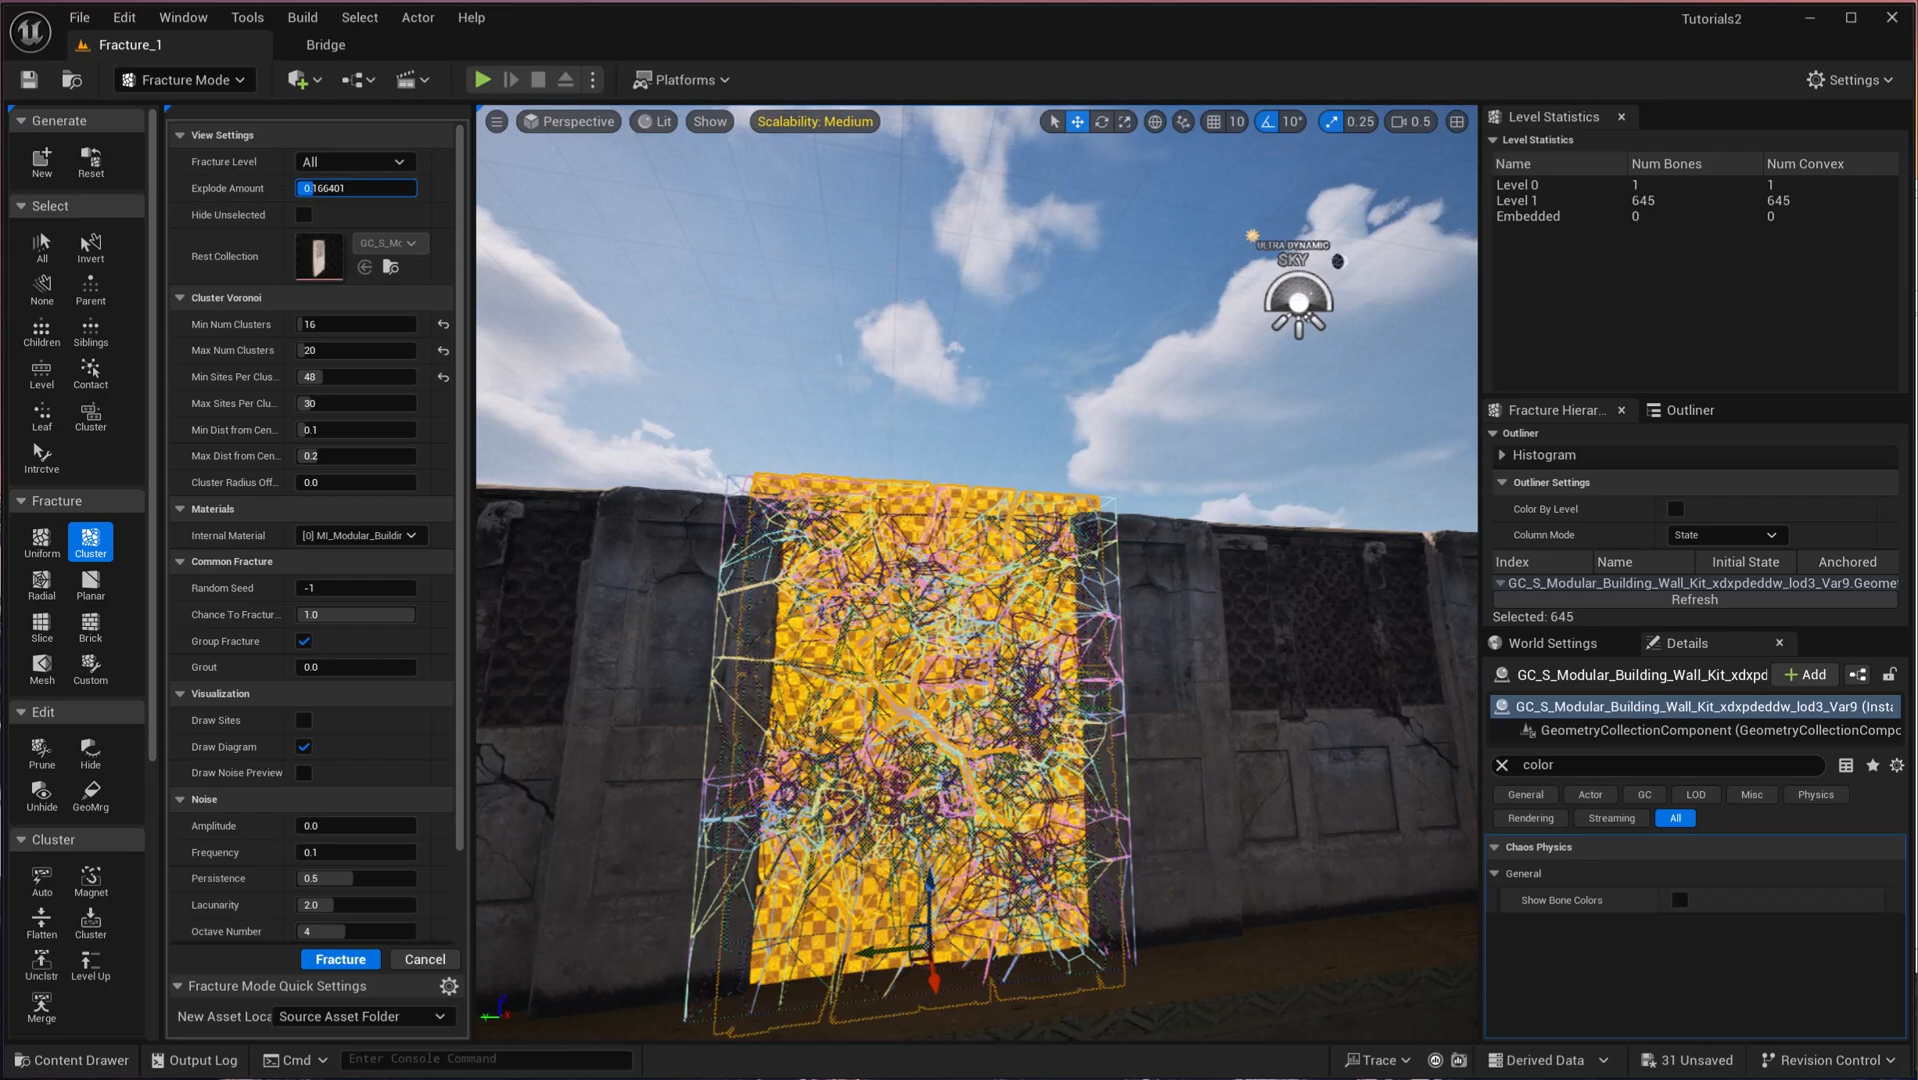 File Edit Window Tools Build Select Actor Help
Tutorials2
Fracture_1
Bridge
Fracture Mode
Platforms
Settings
Generate
New
Reset
Select
All
Invert
None
Parent
Children
Siblings
Level
Contact
Leaf
Cluster
Intrctve
Fracture
Uniform
Cluster
Radial
Planar
Slice
Brick
Mesh
Custom
Edit
Prune
Hide
Unhide
GeoMrg
Cluster
Auto
Magnet
Flatten
Cluster
Unclstr
Level Up
Merge
View Settings
Fracture Level All
Explode Amount 0.166401
Hide Unselected
Rest Collection GC_S_Mc
Cluster Voronoi
Min Num Clusters 16
Max Num Clusters 20
Min Sites Per Clus... 48
Max Sites Per Clu... 30
Min Dist from Cen... 0.1
Max Dist from Cen... 0.2
Cluster Radius Off... 0.0
Materials
Internal Material [0] MI_Modular_Buildir
Common Fracture
Random Seed -1
Chance To Fractur... 1.0
Group Fracture
Grout 0.0
Visualization
Draw Sites
Draw Diagram
Draw Noise Preview
Noise
Amplitude 0.0
Frequency 0.1
Persistence 0.5
Lacunarity 2.0
Octave Number 4
Fracture Cancel
Fracture Mode Quick Settings
New Asset Loca Source Asset Folder
Perspective Lit Show Scalability: Medium
10 10° 0.25 0.5
ULTRA DYNAMIC
SKY
Level Statistics
Level Statistics
Name Num Bones Num Convex
Level 0 1 1
Level 1 645 645
Embedded 0 0
Fracture Hierar...
Outliner
Outliner
Histogram
Outliner Settings
Color By Level
Column Mode State
Index Name Initial State Anchored
GC_S_Modular_Building_Wall_Kit_xdxpdeddw_lod3_Var9.Geome
Refresh
Selected: 645
World Settings
Details
GC_S_Modular_Building_Wall_Kit_xdxpd
Add
GC_S_Modular_Building_Wall_Kit_xdxpdeddw_lod3_Var9 (Insta
GeometryCollectionComponent (GeometryCollectionCompo
color
General Actor GC LOD Misc Physics
Rendering Streaming All
Chaos Physics
General
Show Bone Colors
Content Drawer Output Log Cmd Enter Console Command
Trace Derived Data 31 Unsaved Revision Control